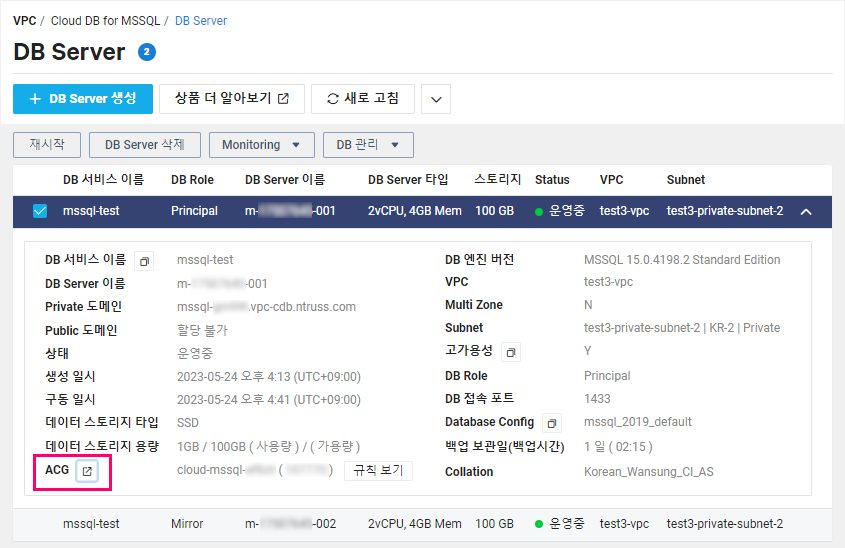 VPC / Cloud DB for MSSQL / DB Server
DB Server 2
+ DB Server 생성 상품 더 알아보기 새로 고침
재시작 DB Server 삭제 Monitoring DB 관리
DB 서비스 이름 DB Role DB Server 이름 DB Server 타입 스토리지 Status VPC Subnet
mssql-test Principal m- -001 2vCPU, 4GB Mem 100 GB 운영중 test3-vpc test3-private-subnet-2
DB 서비스 이름 mssql-test
DB Server 이름 m- -001
Private 도메인 mssql- .vpc-cdb.ntruss.com
Public 도메인 할당 불가
상태 운영중
생성 일시 2023-05-24 오후 4:13 (UTC+09:00)
구동 일시 2023-05-24 오후 4:41 (UTC+09:00)
데이터 스토리지 타입 SSD
데이터 스토리지 용량 1GB / 100GB ( 사용량 ) / ( 가용량 )
ACG cloud-mssql- ( ) 규칙 보기
DB 엔진 버전 MSSQL 15.0.4198.2 Standard Edition
VPC test3-vpc
Multi Zone N
Subnet test3-private-subnet-2 | KR-2 | Private
고가용성 Y
DB Role Principal
DB 접속 포트 1433
Database Config mssql_2019_default
백업 보관일(백업시간) 1 일 ( 02:15 )
Collation Korean_Wansung_CI_AS
mssql-test Mirror m- -002 2vCPU, 4GB Mem 100 GB 운영중 test3-vpc test3-private-subnet-2